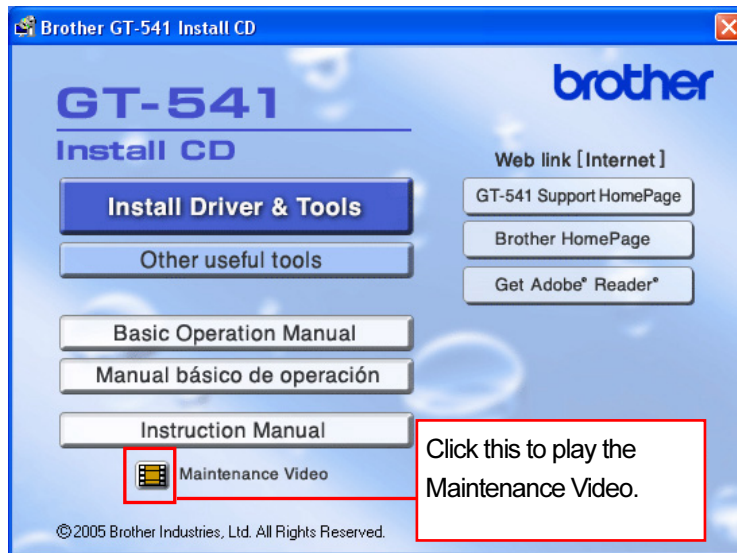 Brother GT-541 Install CD
GT-541
Install CD
brother
Install Driver & Tools
Other useful tools
Basic Operation Manual
Manual básico de operación
Instruction Manual
Maintenance Video
Web link [Internet]
GT-541 Support HomePage
Brother HomePage
Get Adobe® Reader®
Click this to play the
Maintenance Video.
©2005 Brother Industries, Ltd. All Rights Reserved.